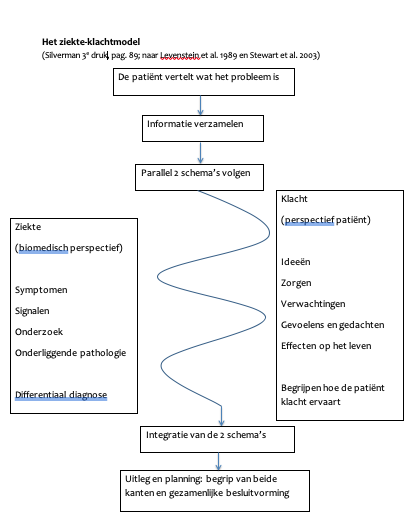 Het ziekte-klachtmodel
(Silverman 3e druk, pag. 89; naar Levenstein et al. 1989 en Stewart et al. 2003)
De patiënt vertelt wat het probleem is
Informatie verzamelen
Parallel 2 schema's volgen
Ziekte
(biomedisch perspectief)
Symptomen
Signalen
Onderzoek
Onderliggende pathologie
Differentiaal diagnose
Klacht
(perspectief patiënt)
Ideeën
Zorgen
Verwachtingen
Gevoelens en gedachten
Effecten op het leven
Begrijpen hoe de patiënt
klacht ervaart
Integratie van de 2 schema's
Uitleg en planning: begrip van beide
kanten en gezamenlijke besluitvorming